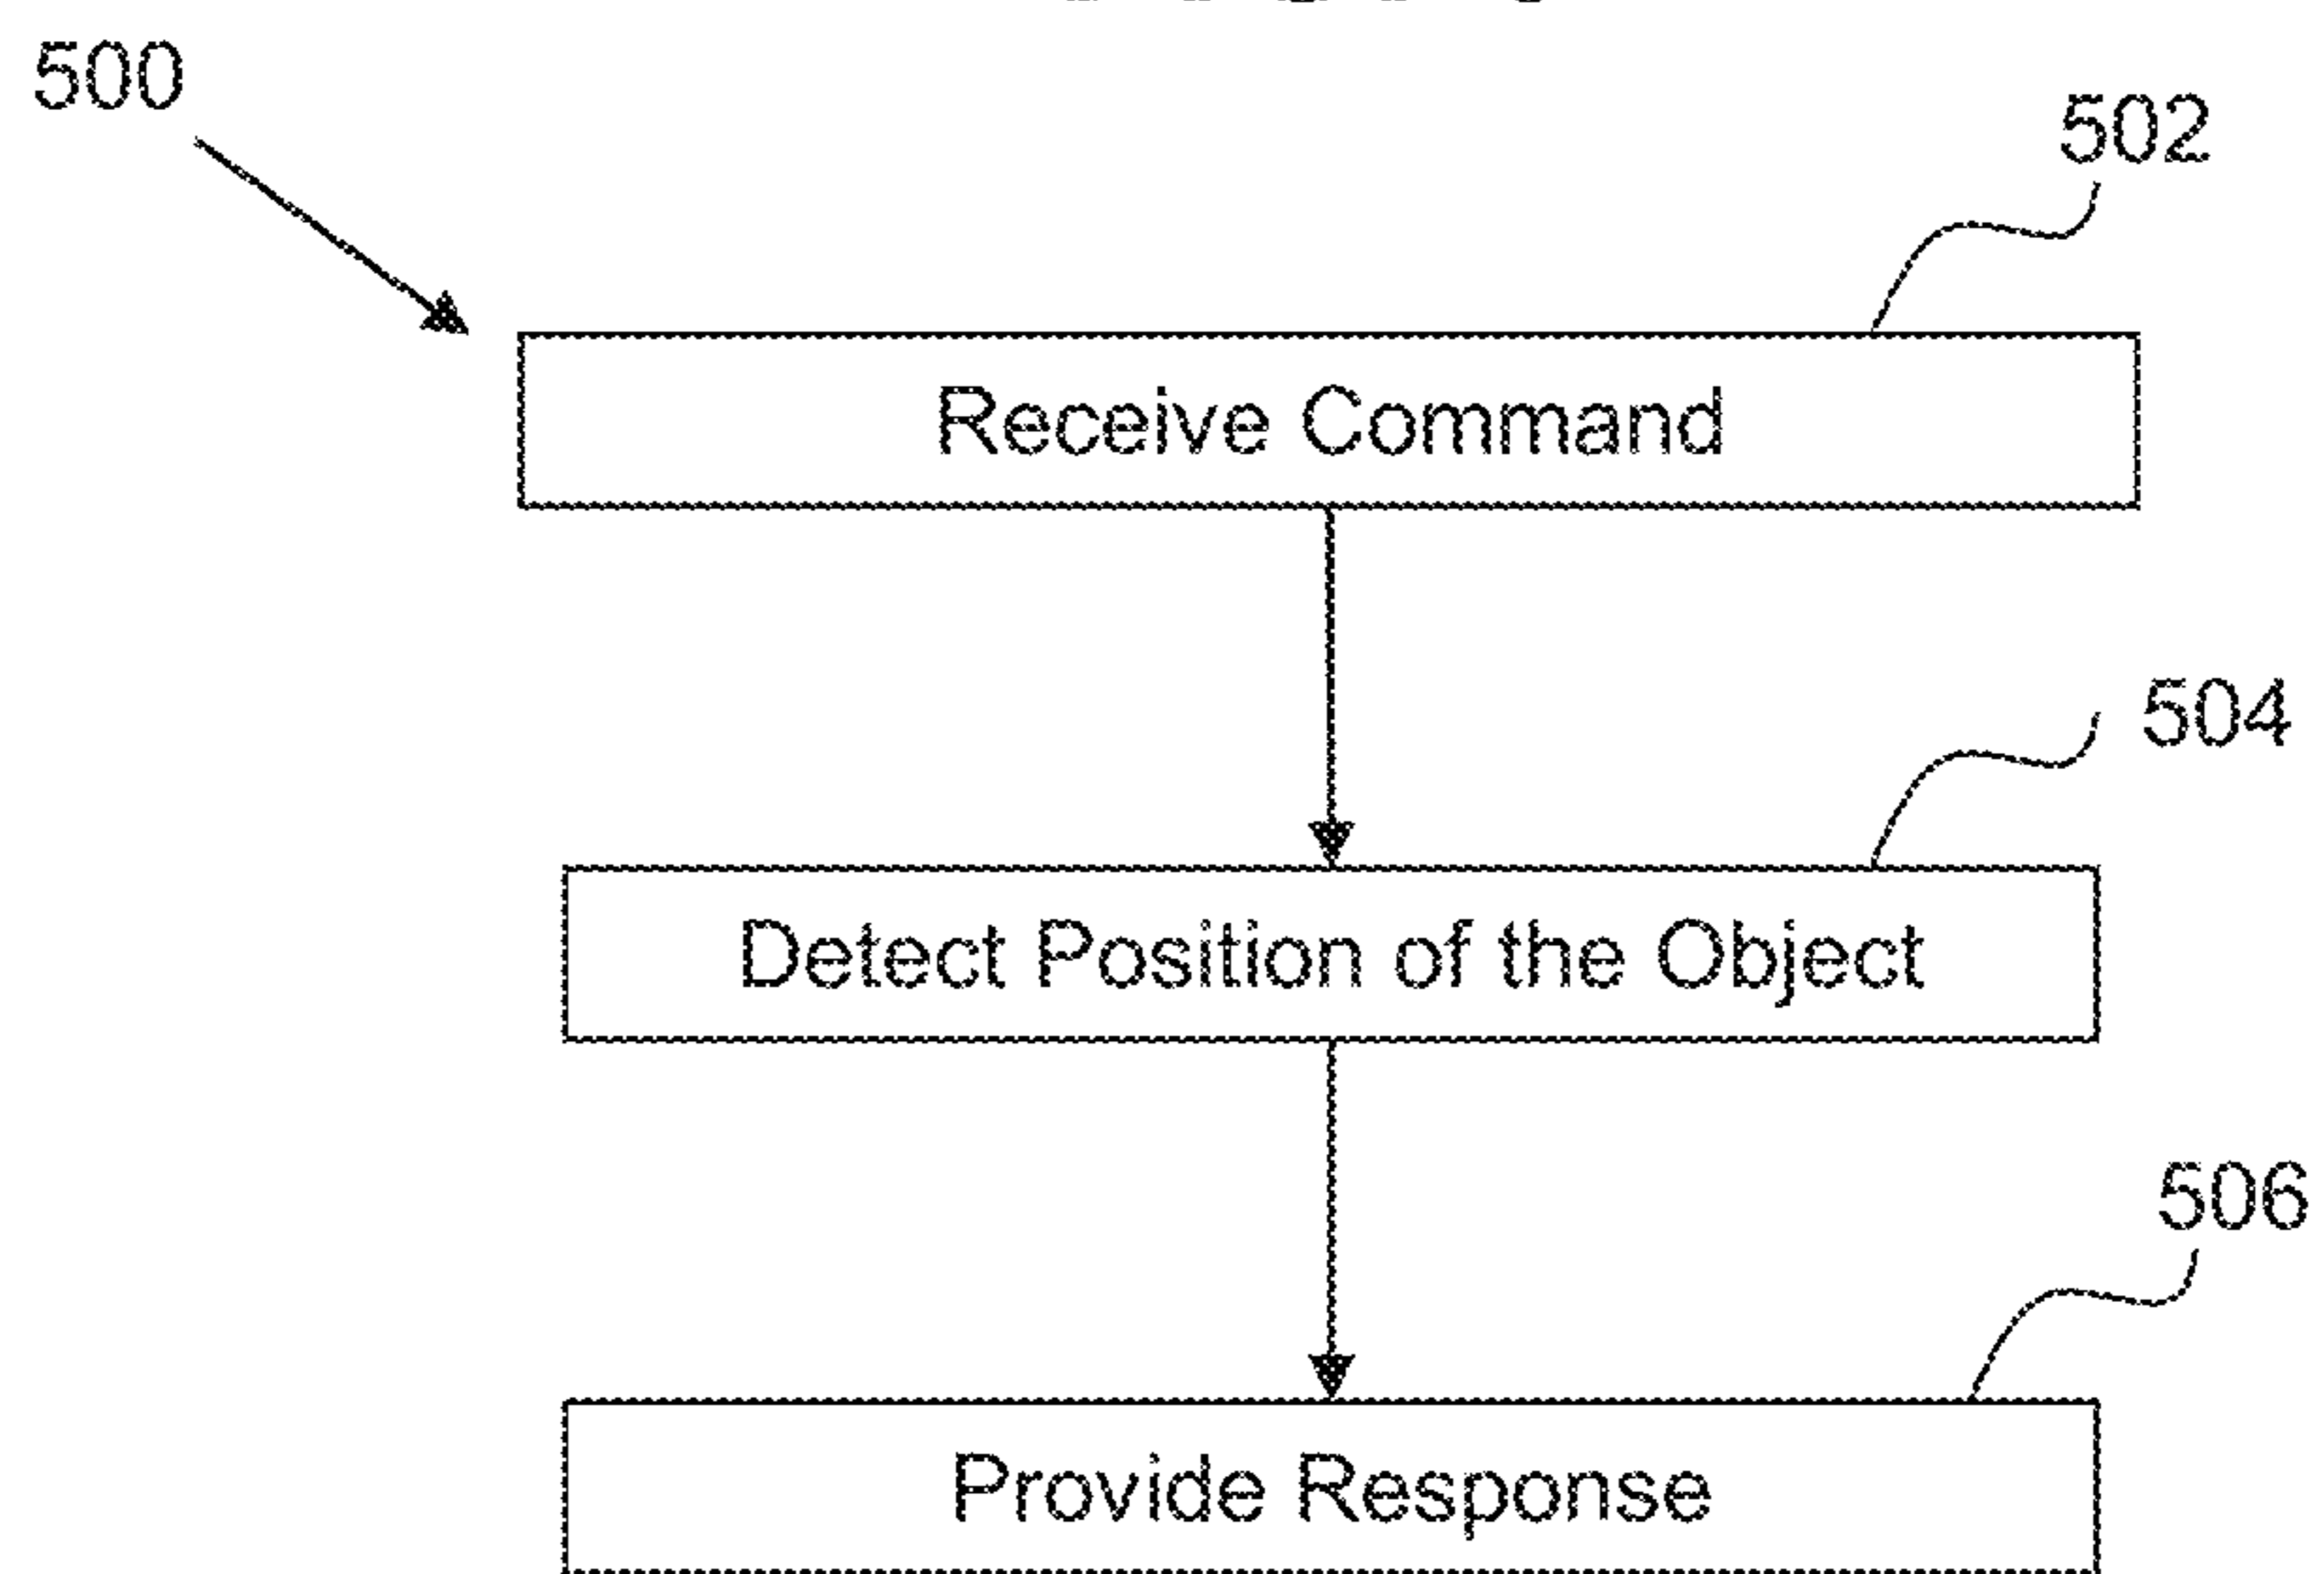 500
502
Receive Command
504
Detect Position of the Object
506
Provide Response